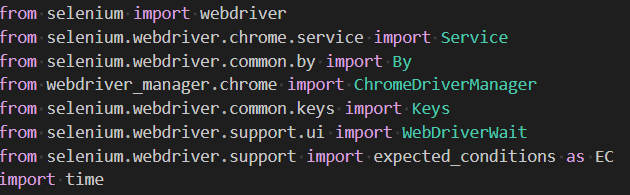 from selenium import webdriver
from selenium.webdriver.chrome.service import Service
from selenium.webdriver.common.by import By
from webdriver_manager.chrome import ChromeDriverManager
from selenium.webdriver.common.keys import Keys
from selenium.webdriver.support.ui import WebDriverWait
from selenium.webdriver.support import expected_conditions as EC
import time